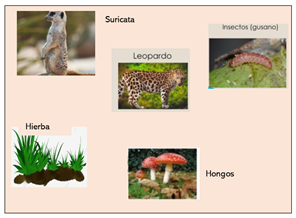 Suricata
Insectos (gusano)
Leopardo
Hierba
Hongos